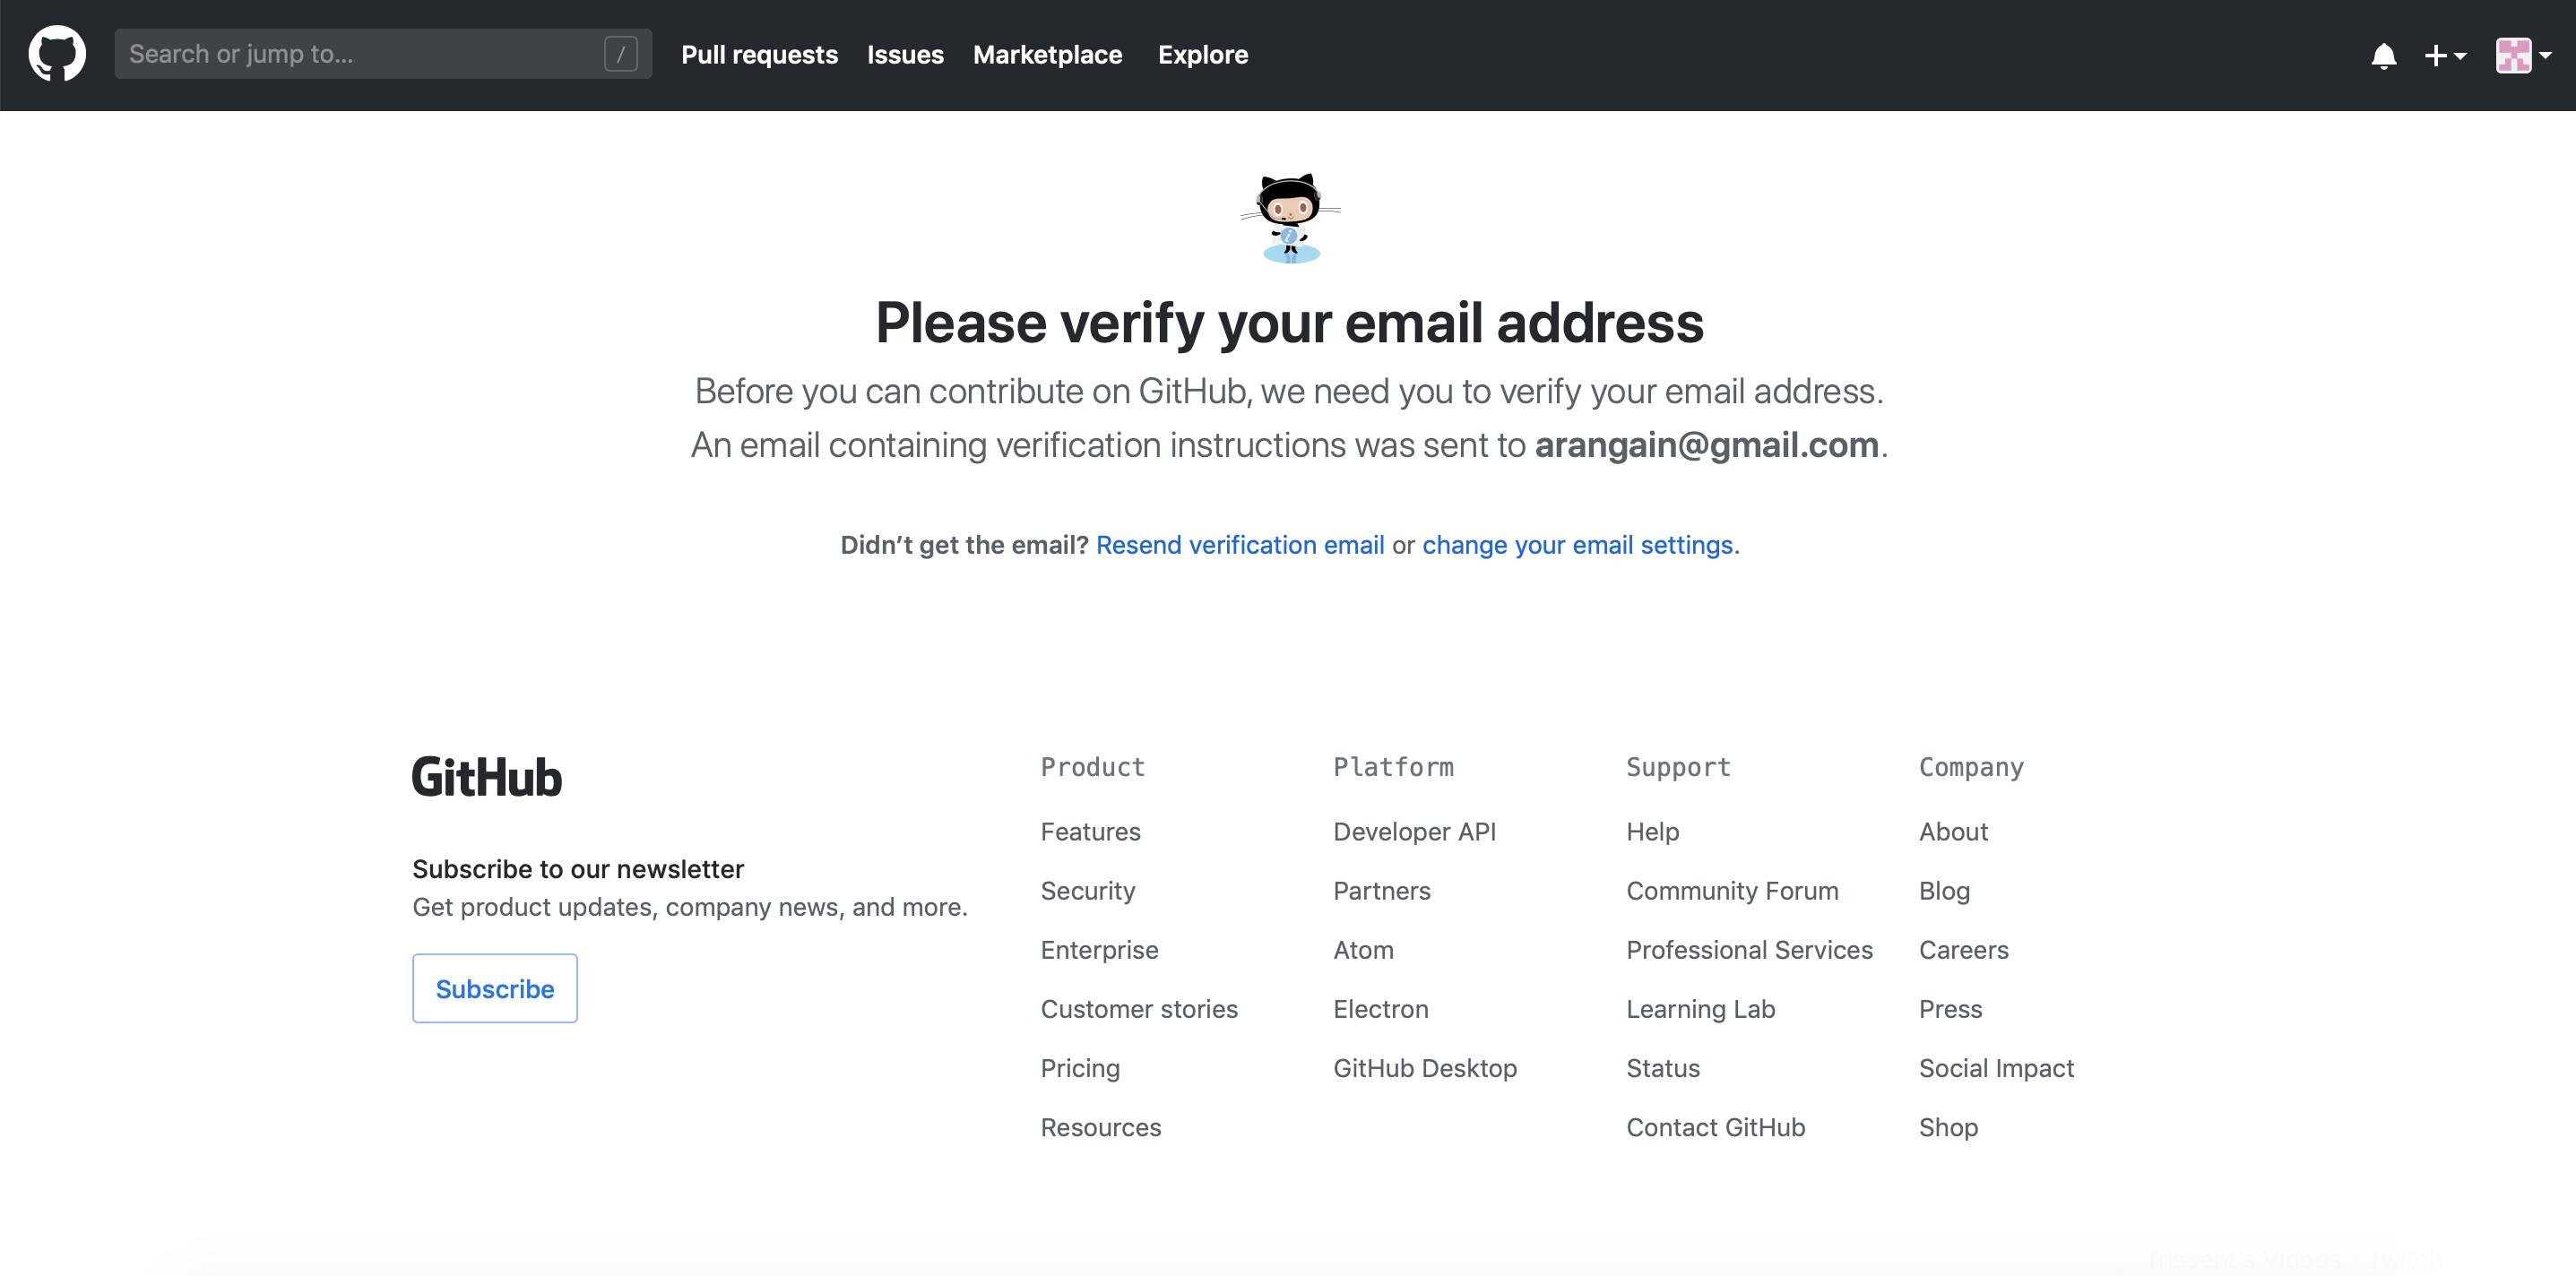 Search or jump to... /
Pull requests Issues Marketplace Explore
Please verify your email address
Before you can contribute on GitHub, we need you to verify your email address.
An email containing verification instructions was sent to arangain@gmail.com.
Didn’t get the email? Resend verification email or change your email settings.
GitHub
Subscribe to our newsletter
Get product updates, company news, and more.
Subscribe
Product
Features
Security
Enterprise
Customer stories
Pricing
Resources
Platform
Developer API
Partners
Atom
Electron
GitHub Desktop
Support
Help
Community Forum
Professional Services
Learning Lab
Status
Contact GitHub
Company
About
Blog
Careers
Press
Social Impact
Shop